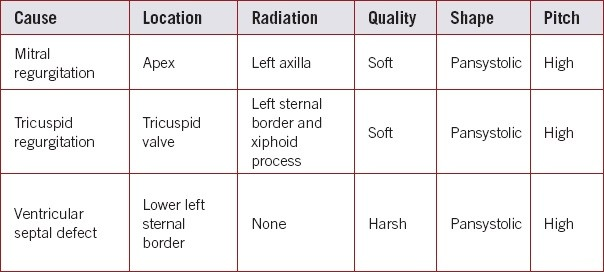 Cause Location Radiation Quality Shape Pitch
Mitral regurgitation Apex Left axilla Soft Pansystolic High
Tricuspid regurgitation Tricuspid valve Left sternal border and xiphoid process Soft Pansystolic High
Ventricular septal defect Lower left sternal border None Harsh Pansystolic High